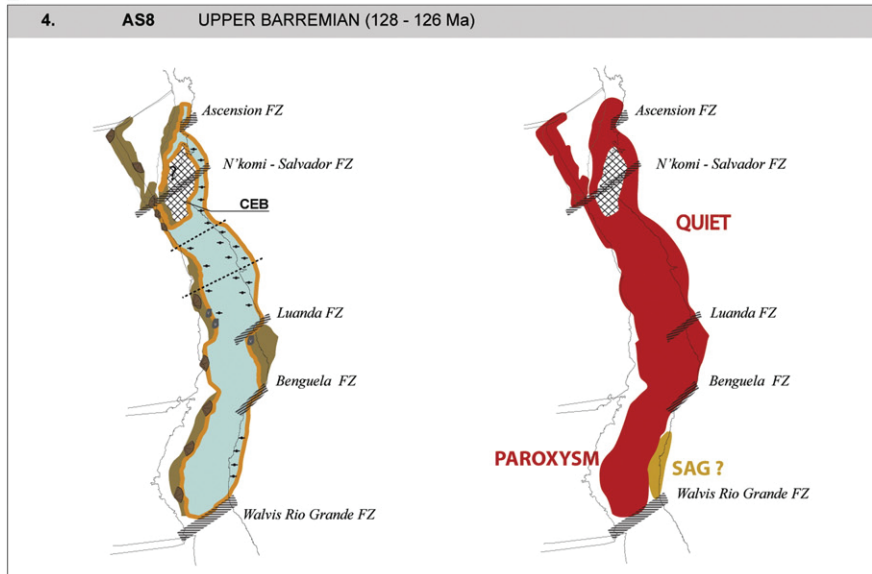 4. AS8 UPPER BARREMIAN (128 - 126 Ma)
Ascension FZ
N'komi - Salvador FZ
?
CEB
Luanda FZ
Benguela FZ
Walvis Rio Grande FZ
Ascension FZ
N'komi - Salvador FZ
QUIET
Luanda FZ
Benguela FZ
PAROXYSM
SAG ?
Walvis Rio Grande FZ